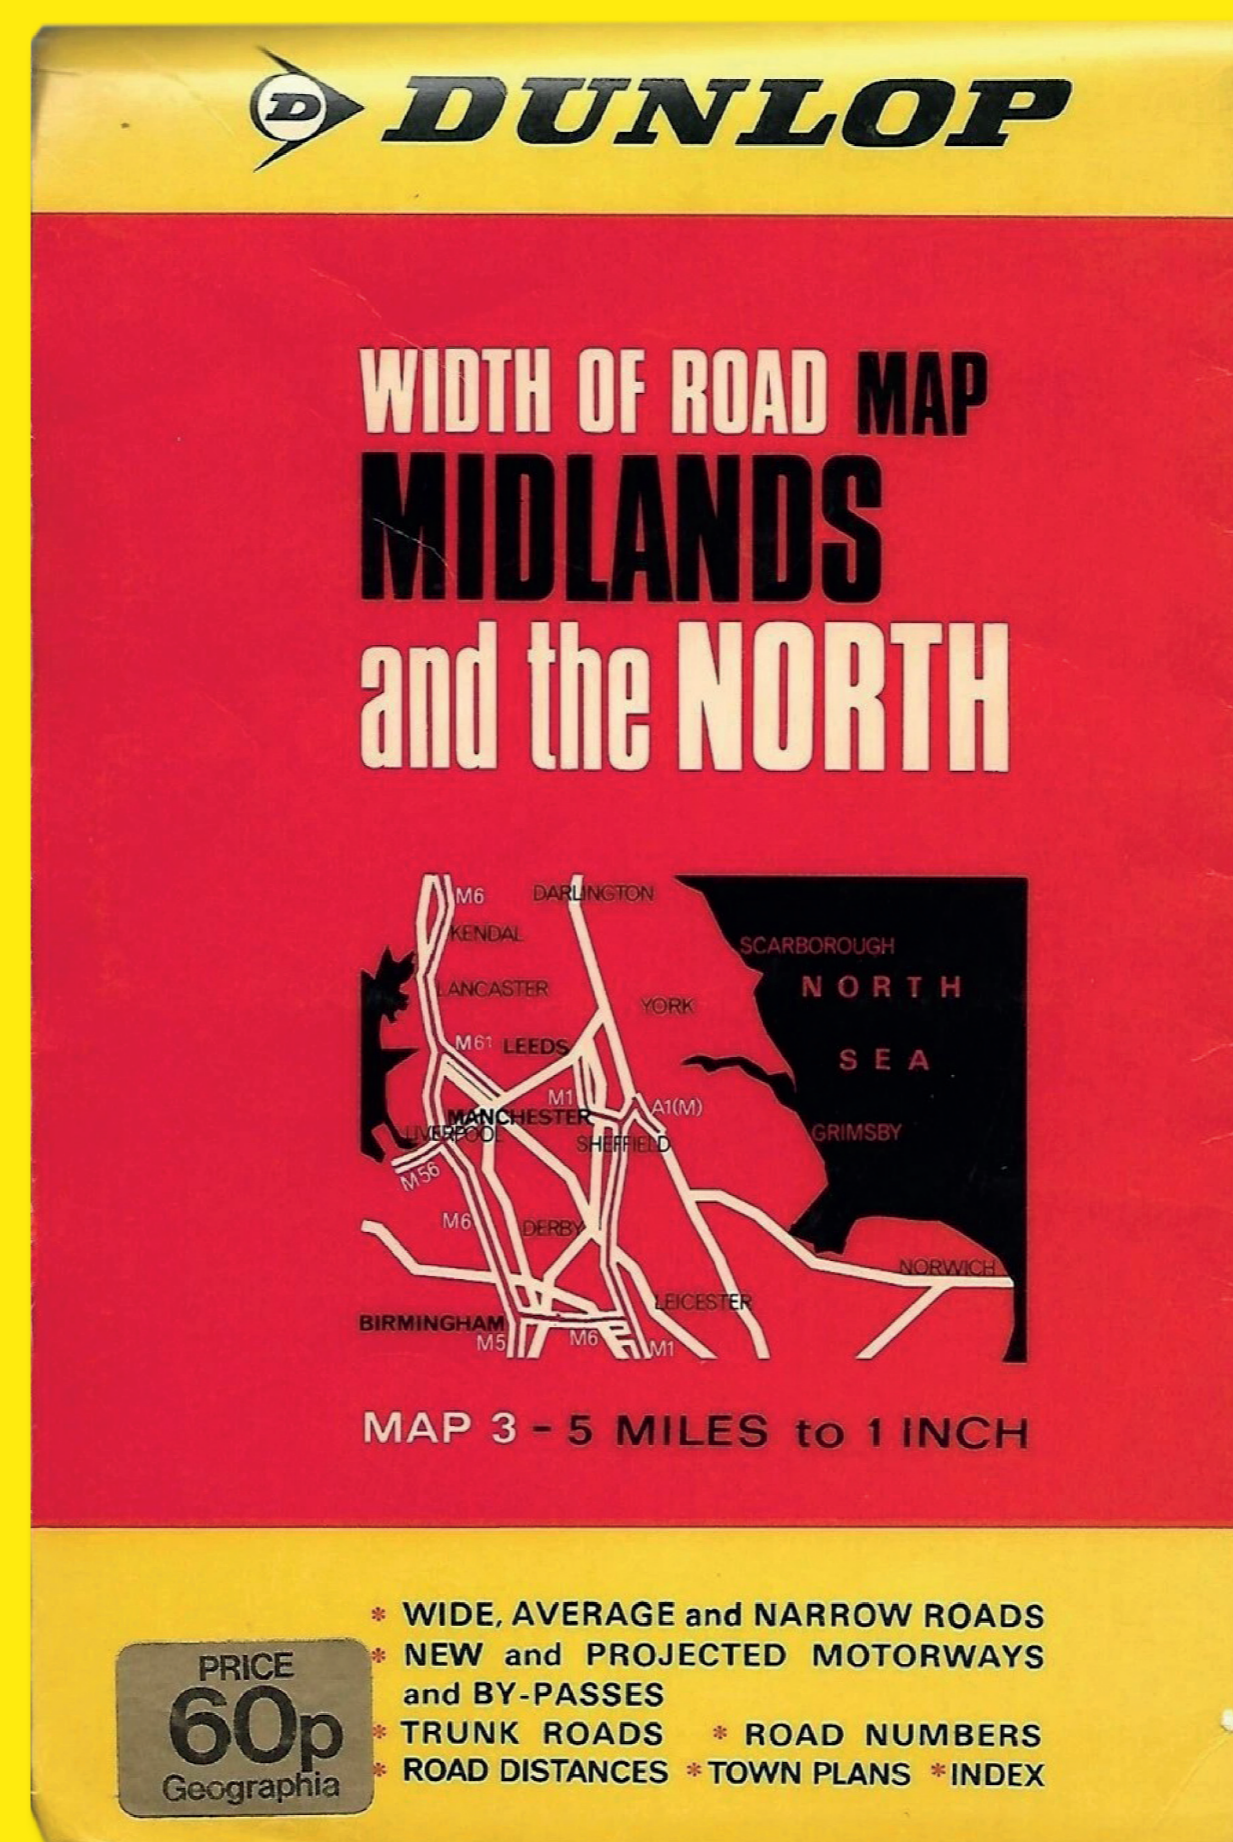 D DUNLOP
WIDTH OF ROAD MAP
MIDLANDS
and the NORTH
M6 DARLINGTON
KENDAL
SCARBOROUGH
LANCASTER
NORTH
YORK
M61 LEEDS
SEA
M1
A1(M)
MANCHESTER
LIVERPOOL
SHEFFIELD
GRIMSBY
M56
M6
DERBY
NORWICH
LEICESTER
BIRMINGHAM
M5
M6
M1
MAP 3 - 5 MILES to 1 INCH
* WIDE, AVERAGE and NARROW ROADS
* NEW and PROJECTED MOTORWAYS
and BY-PASSES
* TRUNK ROADS * ROAD NUMBERS
* ROAD DISTANCES * TOWN PLANS * INDEX
PRICE
60p
Geographia